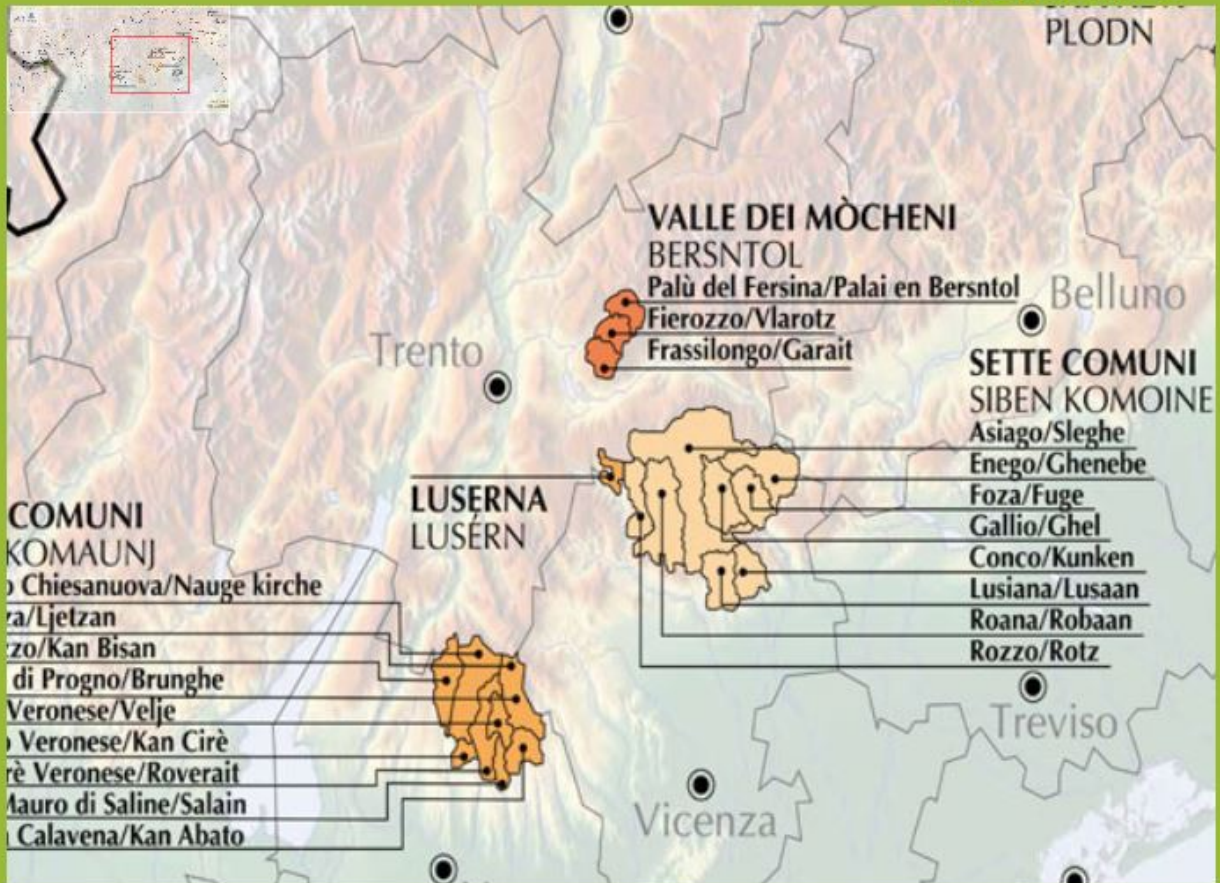 PLODN
VALLE DEI MÒCHENI
BERSNTOL
Palù del Fersina/Palai en Bersntol
Fierozzo/Vlarotz
Frassilongo/Garait
Belluno
Trento
SETTE COMUNI
SIBEN KOMOINE
Asiago/Sleghe
Enego/Ghenebe
Foza/Fuge
Gallio/Ghel
Conco/Kunken
Lusiana/Lusaan
Roana/Robaan
Rozzo/Rotz
LUSERNA
LUSÉRN
COMUNI
KOMAUNJ
o Chiesanuova/Nauge kirche
za/Ljetzan
zzo/Kan Bisan
di Progno/Brunghe
Veronese/Velje
o Veronese/Kan Cirè
rè Veronese/Roverait
Mauro di Saline/Salain
Calavena/Kan Abato
Treviso
Vicenza